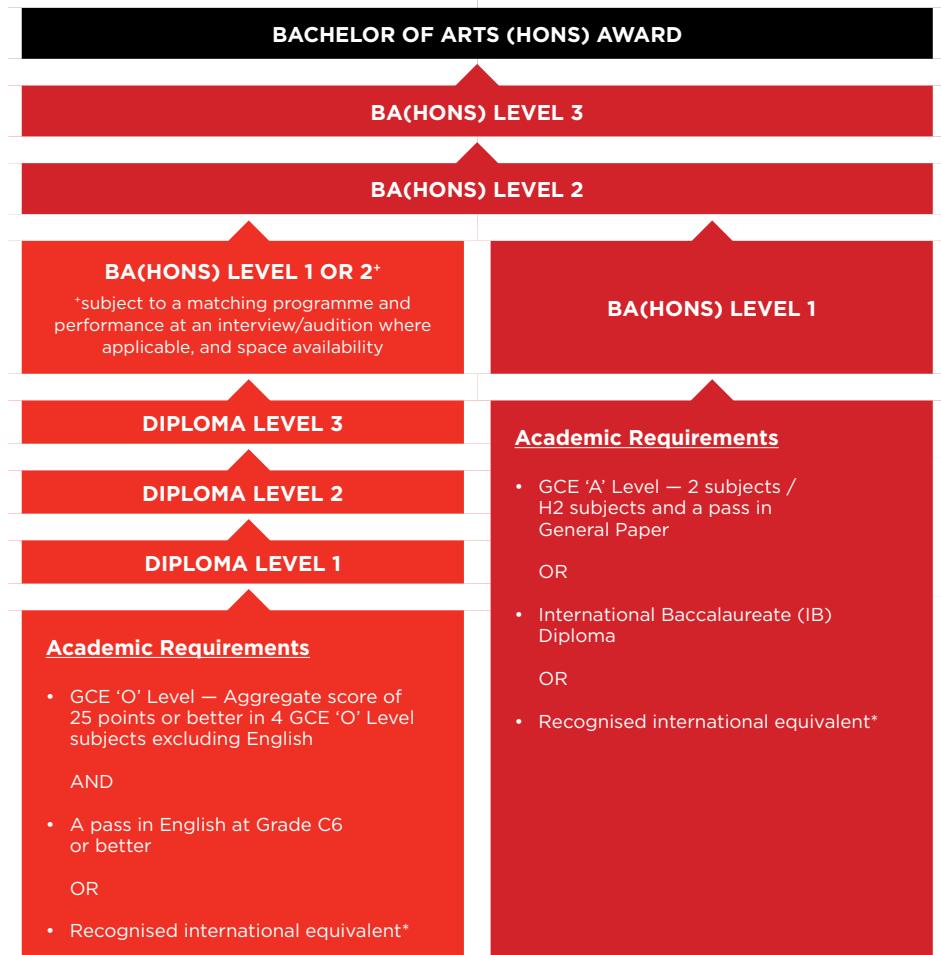 BACHELOR OF ARTS (HONS) AWARD
BA(HONS) LEVEL 3
BA(HONS) LEVEL 2
BA(HONS) LEVEL 1 OR 2⁺
⁺subject to a matching programme and
performance at an interview/audition where
applicable, and space availability
DIPLOMA LEVEL 3
DIPLOMA LEVEL 2
DIPLOMA LEVEL 1
Academic Requirements
• GCE ‘O’ Level — Aggregate score of
25 points or better in 4 GCE ‘O’ Level
subjects excluding English
AND
• A pass in English at Grade C6
or better
OR
• Recognised international equivalent*
BA(HONS) LEVEL 1
Academic Requirements
• GCE ‘A’ Level — 2 subjects /
H2 subjects and a pass in
General Paper
OR
• International Baccalaureate (IB)
Diploma
OR
• Recognised international equivalent*